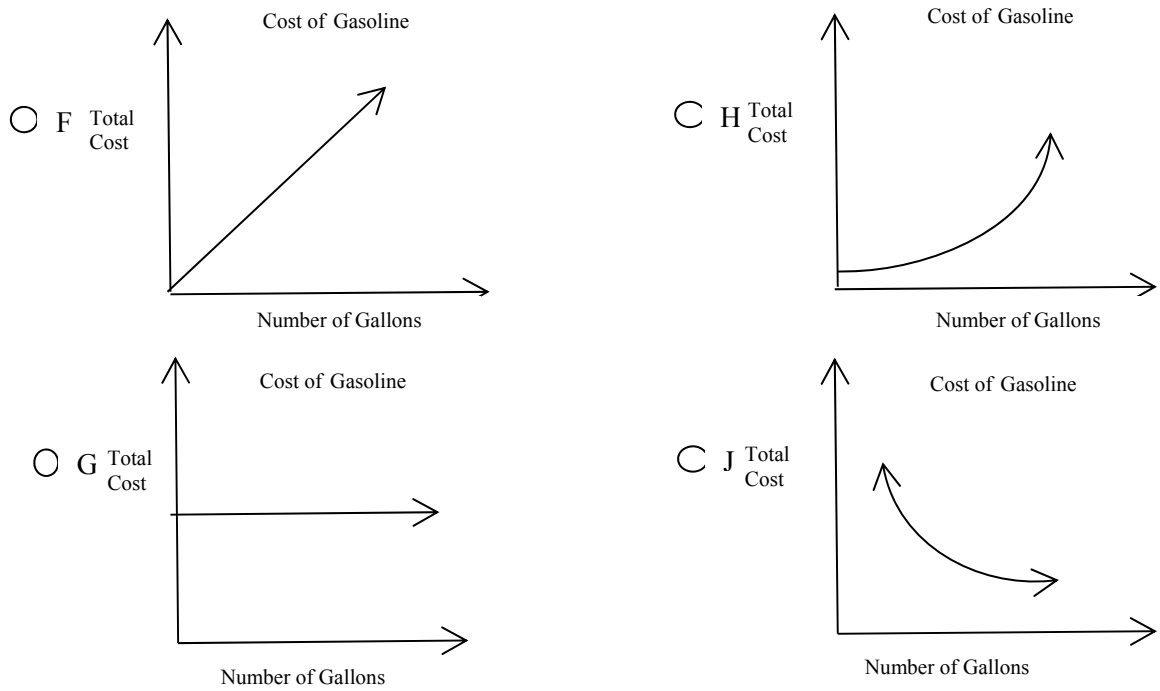 Cost of Gasoline
F Total
Cost
Number of Gallons
Cost of Gasoline
H Total
Cost
Number of Gallons
Cost of Gasoline
G Total
Cost
Number of Gallons
Cost of Gasoline
J Total
Cost
Number of Gallons